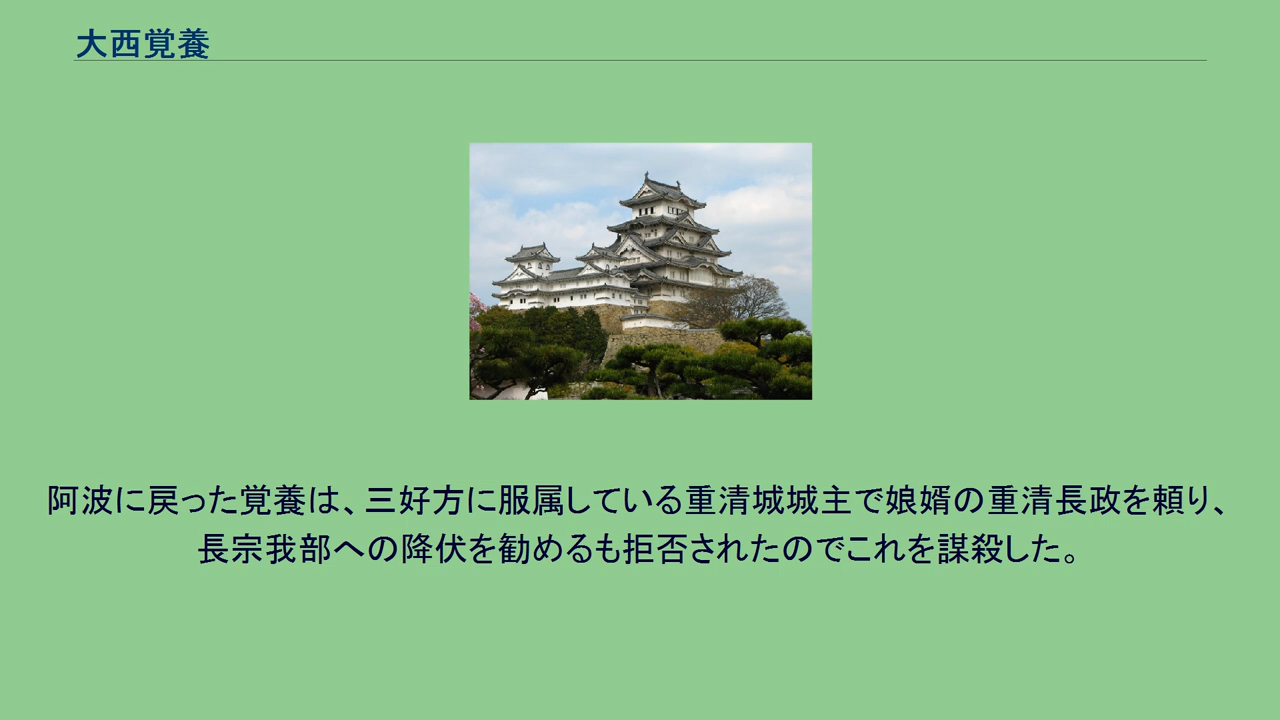 大西覚養
阿波に戻った覚養は、三好方に服属している重清城城主で娘婿の重清長政を頼り、
長宗我部への降伏を勧めるも拒否されたのでこれを謀殺した。